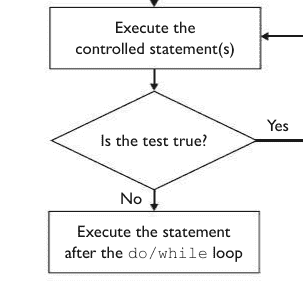 Execute the
controlled statement(s)
Is the test true?
Yes
No
Execute the statement
after the do/while loop